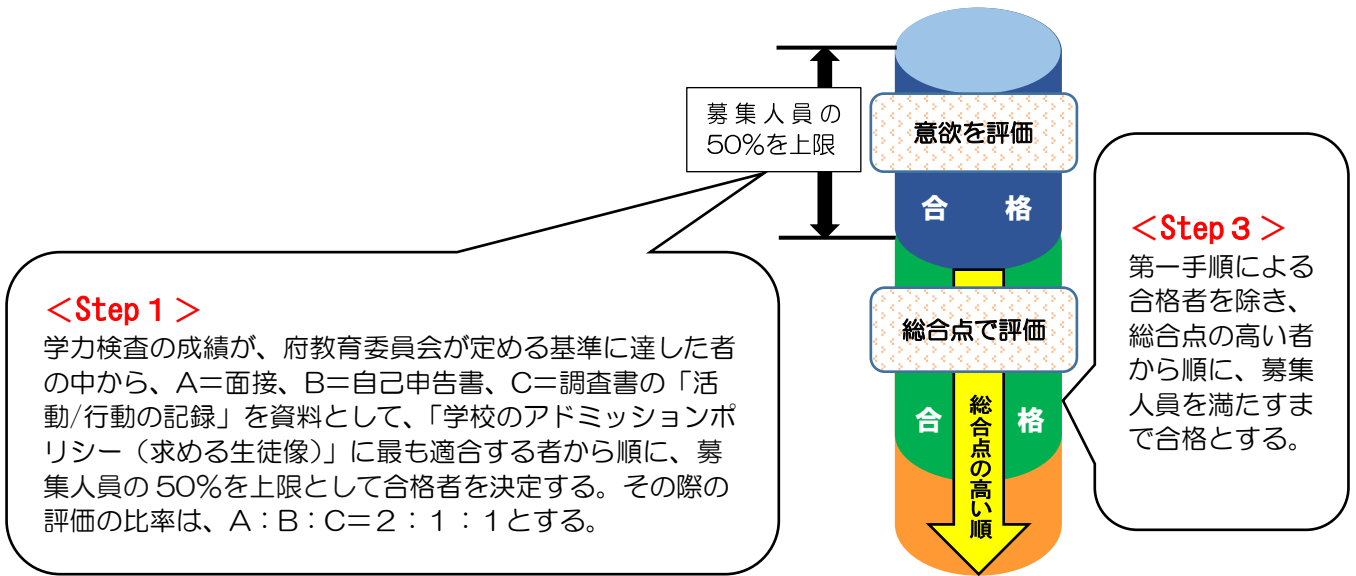 募集人員の
50%を上限
意欲を評価
合 格
<Step 1>
学力検査の成績が、府教育委員会が定める基準に達した者
の中から、A=面接、B=自己申告書、C=調査書の「活
動/行動の記録」を資料として、「学校のアドミッションポ
リシー(求める生徒像)」に最も適合する者から順に、募
集人員の 50%を上限として合格者を決定する。その際の
評価の比率は、A:B:C=2:1:1とする。
総合点で評価
合 格
総合点の高い順
<Step 3>
第一手順による
合格者を除き、
総合点の高い者
から順に、募集
人員を満たすま
で合格とする。